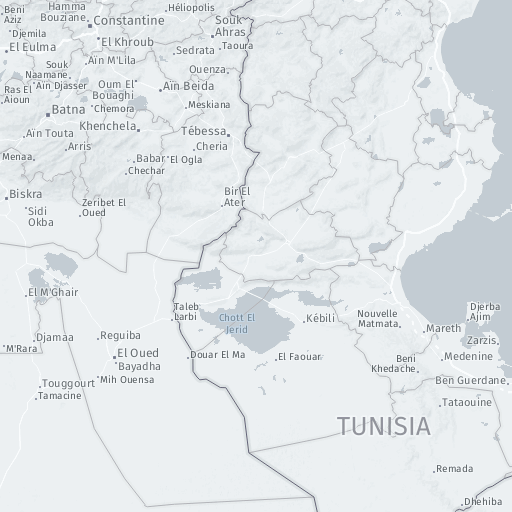 Beni
Aziz
Hamma
Bouziane
Héliopolis
Constantine
Souk
Ahras
Djemila
El Eulma
El Khroub
Taoura
Sedrata
Aïn M'Lila
Souk
Naamane
Ouenza
Aïn Djasser
Oum El
Bouaghi
Aïn Beida
Ras El
Aioun
Batna
Chemora
Meskiana
Khenchela
Tébessa
Aïn Touta
Arris
Cheria
Menaa
Babar
El Ogla
Chechar
Biskra
Bir El
Ater
Zeribet El
Oued
Sidi
Okba
El M'Ghair
Taleb
Larbi
Chott El
Jerid
Kébili
Nouvelle
Matmata
Djerba
Ajim
Mareth
Djamaa
Reguiba
Zarzis
M'Rara
El Oued
Douar El Ma
El Faouar
Medenine
Bayadha
Beni
Khedache
Mih Ouensa
Touggourt
Ben Guerdane
Tamacine
Tataouine
TUNISIA
Remada
Dhehiba